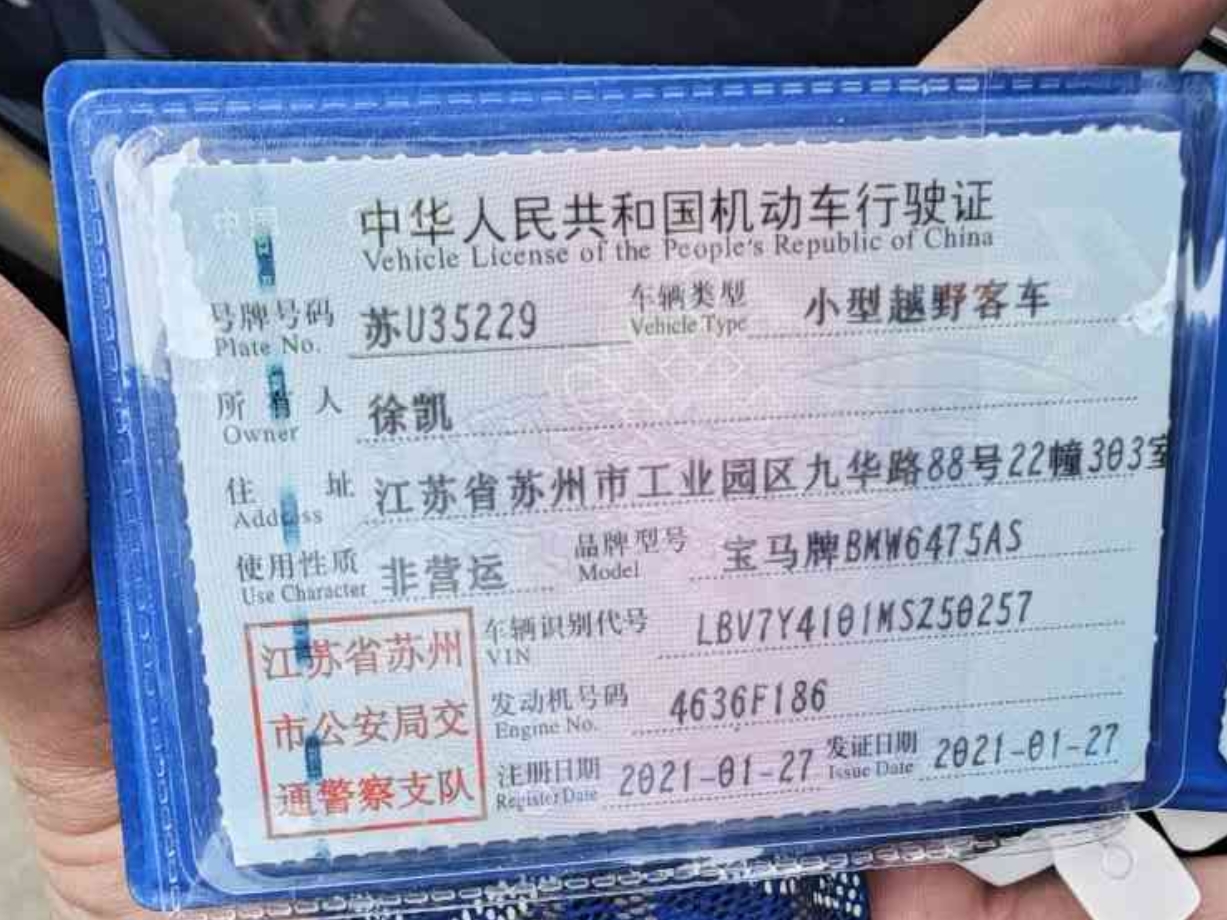 中华人民共和国机动车行驶证
Vehicle License of the People's Republic of China
号牌号码 苏U35229 车辆类型 小型越野客车
Plate No. Vehicle Type
所有人 徐凯
Owner
住址 江苏省苏州市工业园区九华路88号22幢303室
Address
使用性质 非营运 品牌型号 宝马牌BMW6475AS
Use Character Model
江苏省苏州
市公安局交
通警察支队
车辆识别代号 LBV7Y4101MSZ50257
VIN
发动机号码 4636F186
Engine No.
注册日期 2021-01-27 发证日期 2021-01-27
Register Date Issue Date